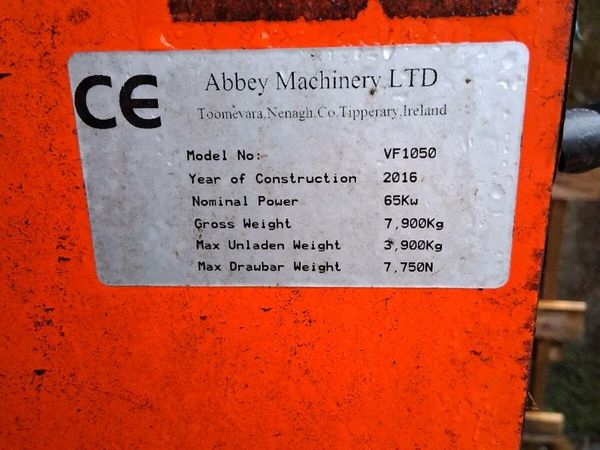 CE
Abbey Machinery LTD
Toomevara.Nenagh.Co.Tipperary.Ireland
Model No: VF1050
Year of Construction 2016
Nominal Power 65Kw
Gross Weight 7,900Kg
Max Unladen Weight 3,900Kg
Max Drawbar Weight 7,750N